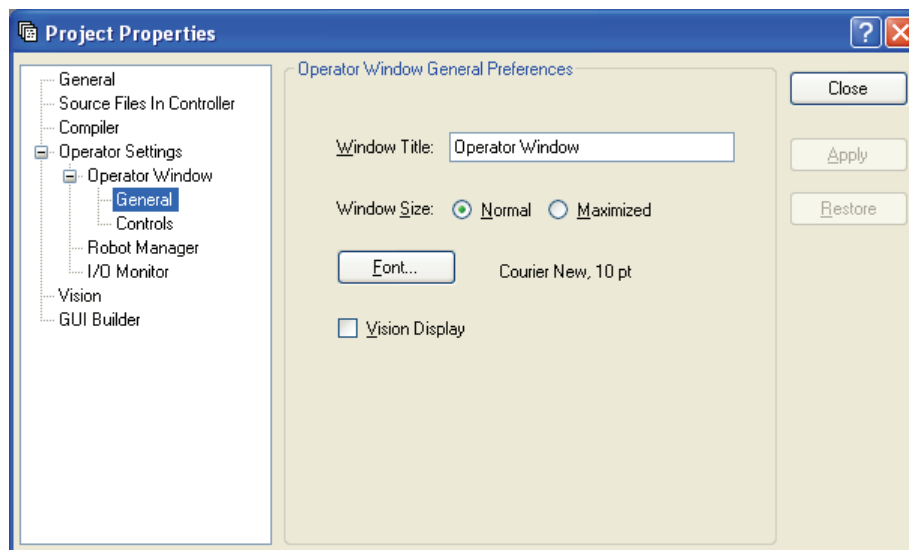 Project Properties
General
Source Files In Controller
Compiler
Operator Settings
Operator Window
General
Controls
Robot Manager
I/O Monitor
Vision
GUI Builder
Operator Window General Preferences
Window Title: Operator Window
Window Size: Normal Maximized
Font... Courier New, 10 pt
Vision Display
Close
Apply
Restore